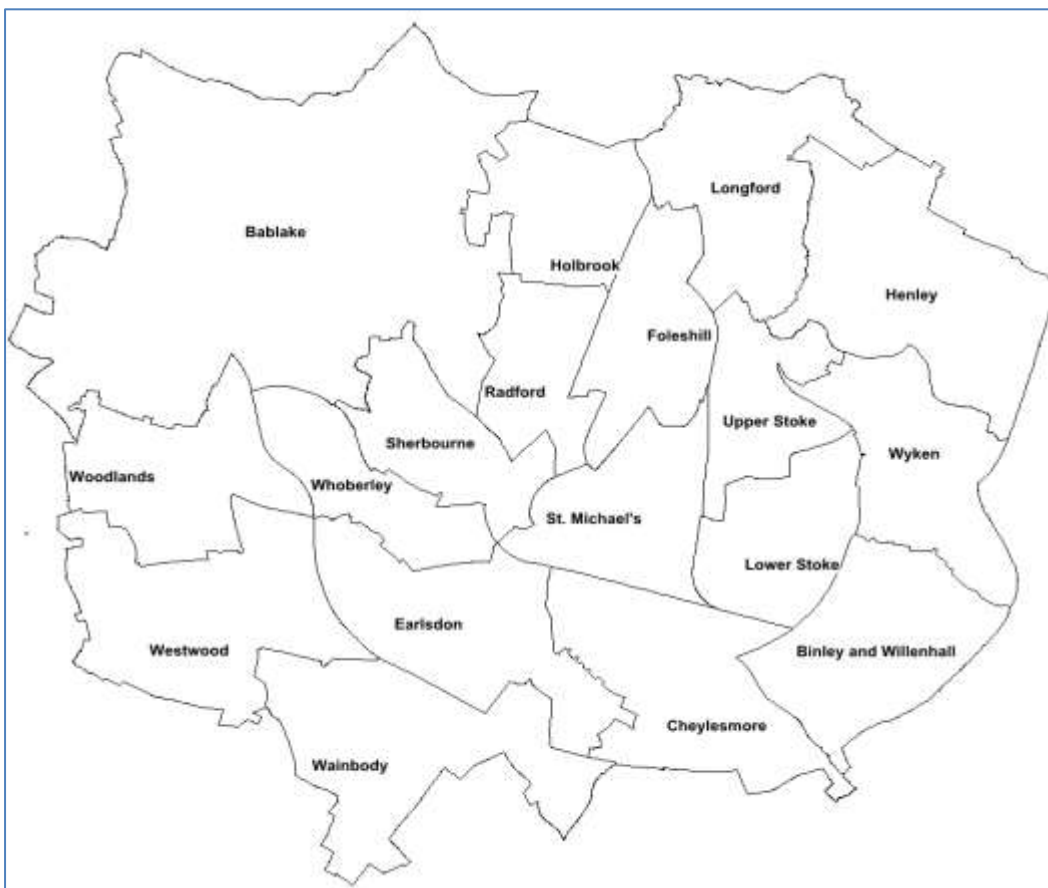 Longford
Bablake
Holbrook
Henley
Foleshill
Radford
Upper Stoke
Sherbourne
Wyken
Woodlands
Whoberley
St. Michael's
Lower Stoke
Earlsdon
Westwood
Binley and Willenhall
Cheylesmore
Wainbody